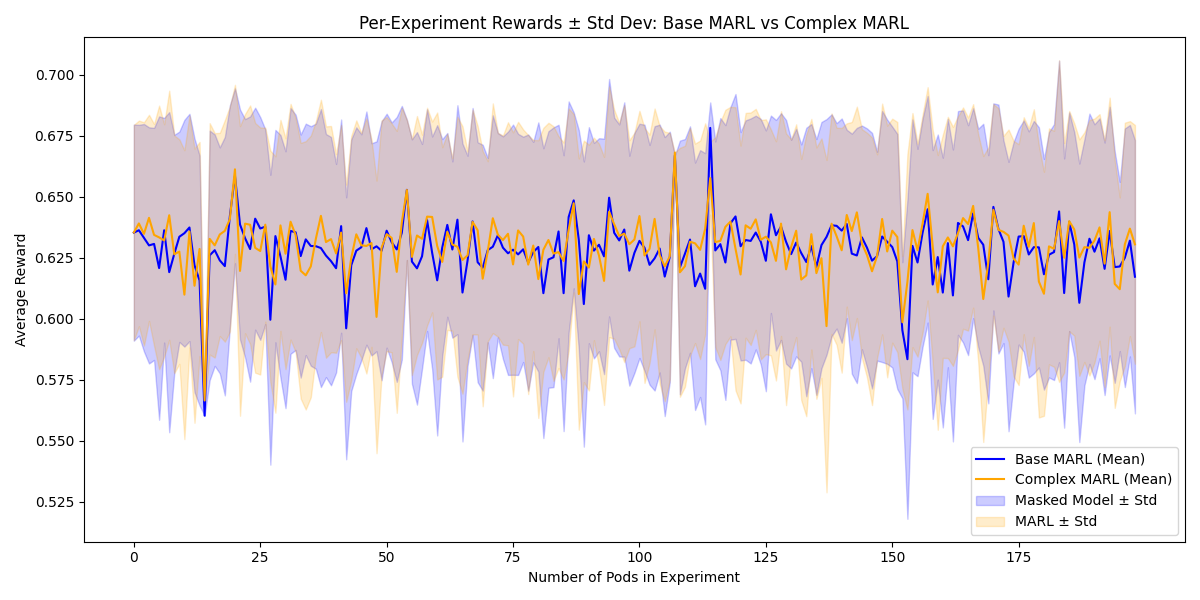 Per-Experiment Rewards ± Std Dev: Base MARL vs Complex MARL
Average Reward
0.700
0.675
0.650
0.625
0.600
0.575
0.550
0.525
0
25
50
75
100
125
150
175
Number of Pods in Experiment
Base MARL (Mean)
Complex MARL (Mean)
Masked Model ± Std
MARL ± Std